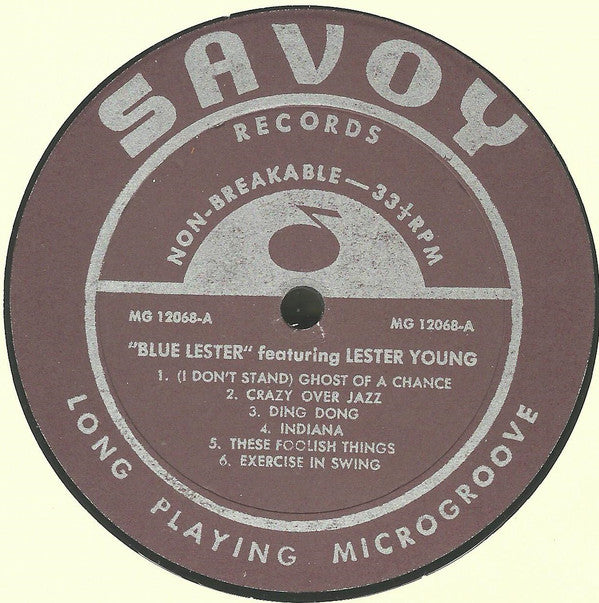 SAVOY
RECORDS
NON-BREAKABLE — 33⅓ RPM
MG 12068-A
MG 12068-A
"BLUE LESTER" featuring LESTER YOUNG
1. (I DON'T STAND) GHOST OF A CHANCE
2. CRAZY OVER JAZZ
3. DING DONG
4. INDIANA
5. THESE FOOLISH THINGS
6. EXERCISE IN SWING
LONG PLAYING MICROGROOVE